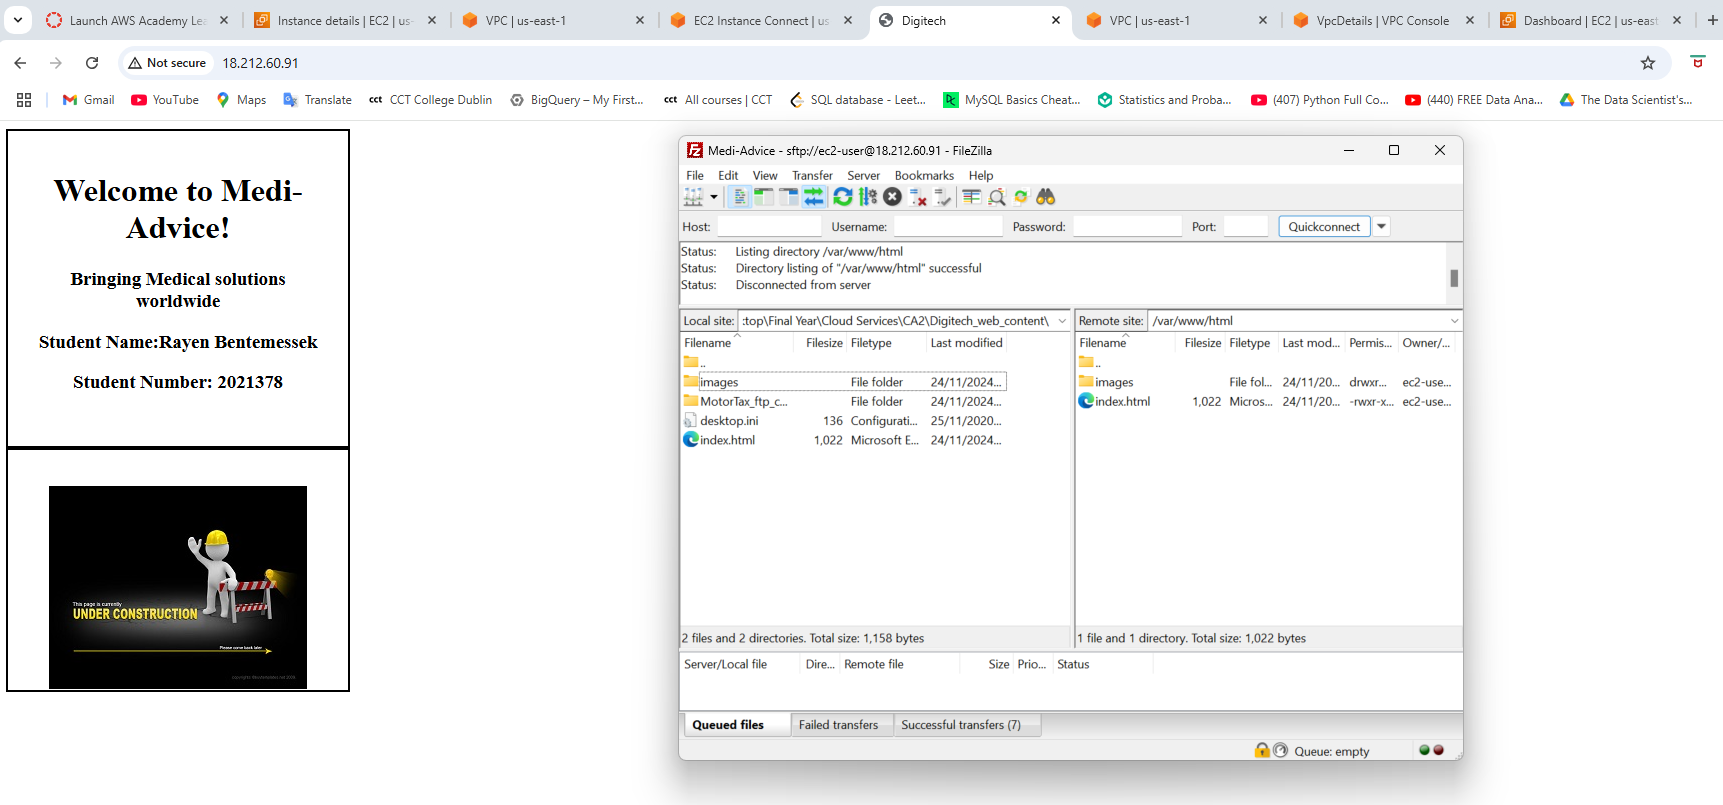 Launch AWS Academy Le
Instance details | EC2 | us-
VPC | us-east-1
EC2 Instance Connect | us
Digitech
VPC | us-east-1
VpcDetails | VPC Console
Dashboard | EC2 | us-east
Not secure
18.212.60.91
Gmail
YouTube
Maps
Translate
cct CCT College Dublin
BigQuery – My First...
cct All courses | CCT
SQL database - Leet...
MySQL Basics Cheat...
Statistics and Proba...
(407) Python Full Co...
(440) FREE Data Ana...
The Data Scientist's...
Welcome to Medi-
Advice!
Bringing Medical solutions
worldwide
Student Name:Rayen Bentemessek
Student Number: 2021378
This page is currently
UNDER CONSTRUCTION
Please come back later
Medi-Advice - sftp://ec2-user@18.212.60.91 - FileZilla
File Edit View Transfer Server Bookmarks Help
Host: Username: Password: Port: Quickconnect
Status: Listing directory /var/www/html
Status: Directory listing of "/var/www/html" successful
Status: Disconnected from server
Local site: :top\Final Year\Cloud Services\CA2\Digitech_web_content\
Filename Filesize Filetype Last modified
..
images File folder 24/11/2024...
MotorTax_ftp_c... File folder 24/11/2024...
desktop.ini 136 Configurati... 25/11/2020...
index.html 1,022 Microsoft E... 24/11/2024...
2 files and 2 directories. Total size: 1,158 bytes
Remote site: /var/www/html
Filename Filesize Filetype Last mod... Permis... Owner/...
..
images File fol... 24/11/20... drwxr... ec2-use...
index.html 1,022 Micros... 24/11/20... -rwxr-x... ec2-use...
1 file and 1 directory. Total size: 1,022 bytes
Server/Local file Dire... Remote file Size Prio... Status
Queued files Failed transfers Successful transfers (7)
Queue: empty